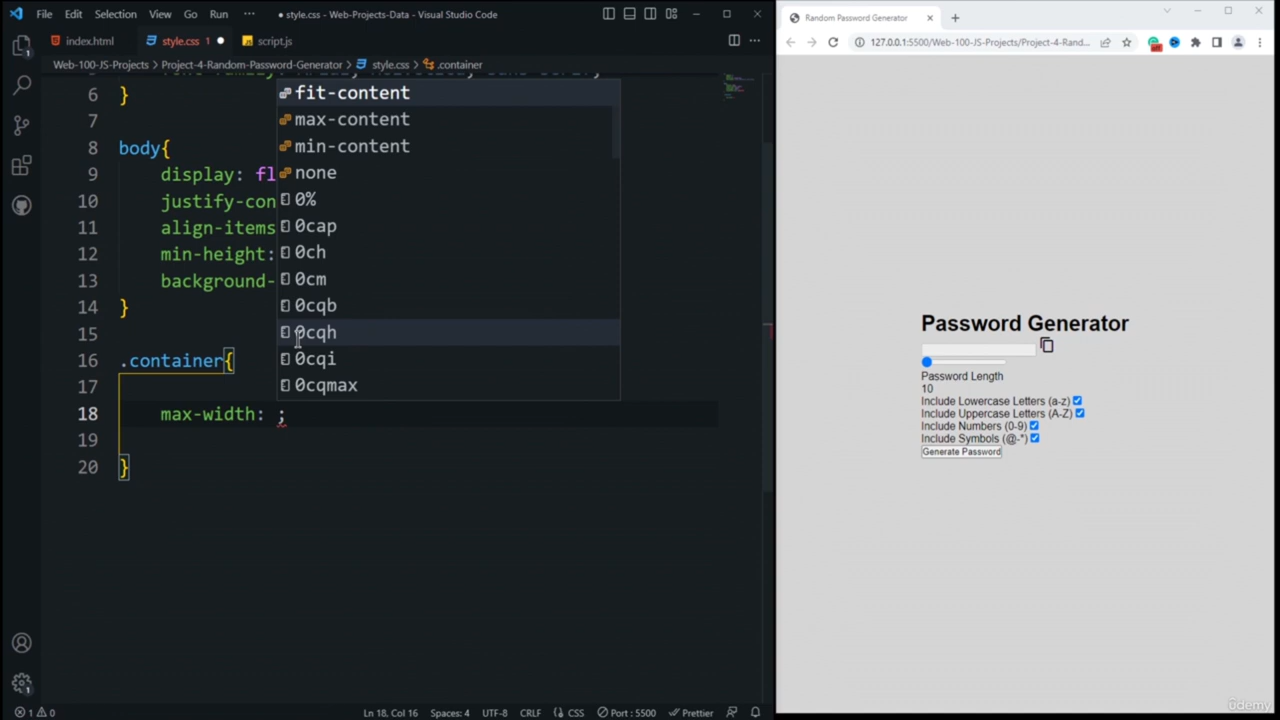 File Edit Selection View Go Run ··· ● style.css - Web-Projects-Data - Visual Studio Code
index.html style.css 1 ● script.js
Web-100-JS-Projects > Project-4-Random-Password-Generator > style.css > .container
6 }
7
8 body{
9 display: fl
10 justify-con
11 align-items
12 min-height:
13 background-
14 }
15
16 .container{
17
18 max-width: ;
19
20 }
fit-content
max-content
min-content
none
0%
0cap
0ch
0cm
0cqb
0cqh
0cqi
0cqmax
1 0 Ln 18, Col 16 Spaces: 4 UTF-8 CRLF {} CSS Port : 5500 Prettier
Random Password Generator
127.0.0.1:5500/Web-100-JS-Projects/Project-4-Rand...
Password Generator
Password Length
10
Include Lowercase Letters (a-z)
Include Uppercase Letters (A-Z)
Include Numbers (0-9)
Include Symbols (@-*)
Generate Password
ûdemy